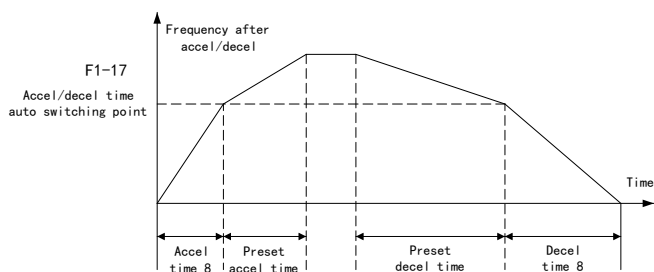 Frequency after
accel/decel
F1-17
Accel/decel time
auto switching point
Time
Accel
time 8
Preset
accel time
Preset
decel time
Decel
time 8